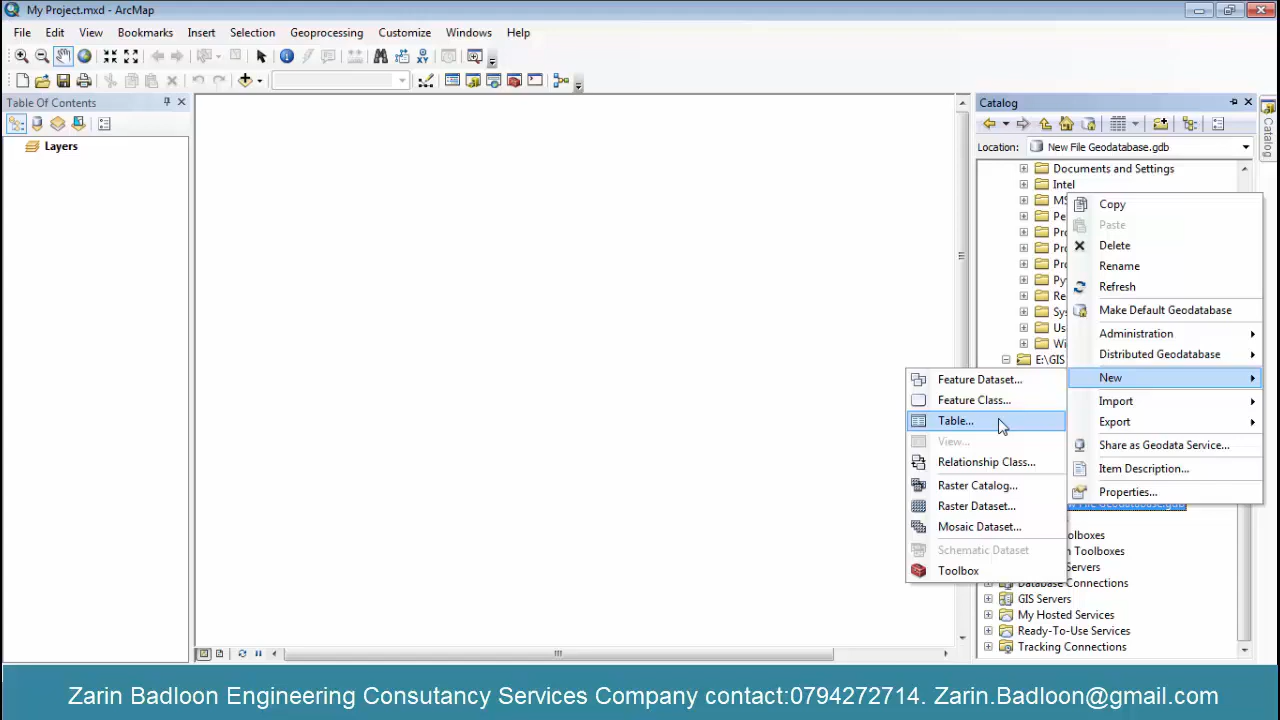 My Project.mxd - ArcMap
File Edit View Bookmarks Insert Selection Geoprocessing Customize Windows Help
Table Of Contents
Layers
Catalog
Location: New File Geodatabase.gdb
Catalog
Documents and Settings
Intel
E:\GIS
Copy
Paste
Delete
Rename
Refresh
Make Default Geodatabase
Administration
Distributed Geodatabase
New
Import
Export
Share as Geodata Service...
Item Description...
Properties...
Feature Dataset...
Feature Class...
Table...
View...
Relationship Class...
Raster Catalog...
Raster Dataset...
Mosaic Dataset...
Schematic Dataset
Toolbox
Database Connections
GIS Servers
My Hosted Services
Ready-To-Use Services
Tracking Connections
Zarin Badloon Engineering Consutancy Services Company contact:0794272714. Zarin.Badloon@gmail.com